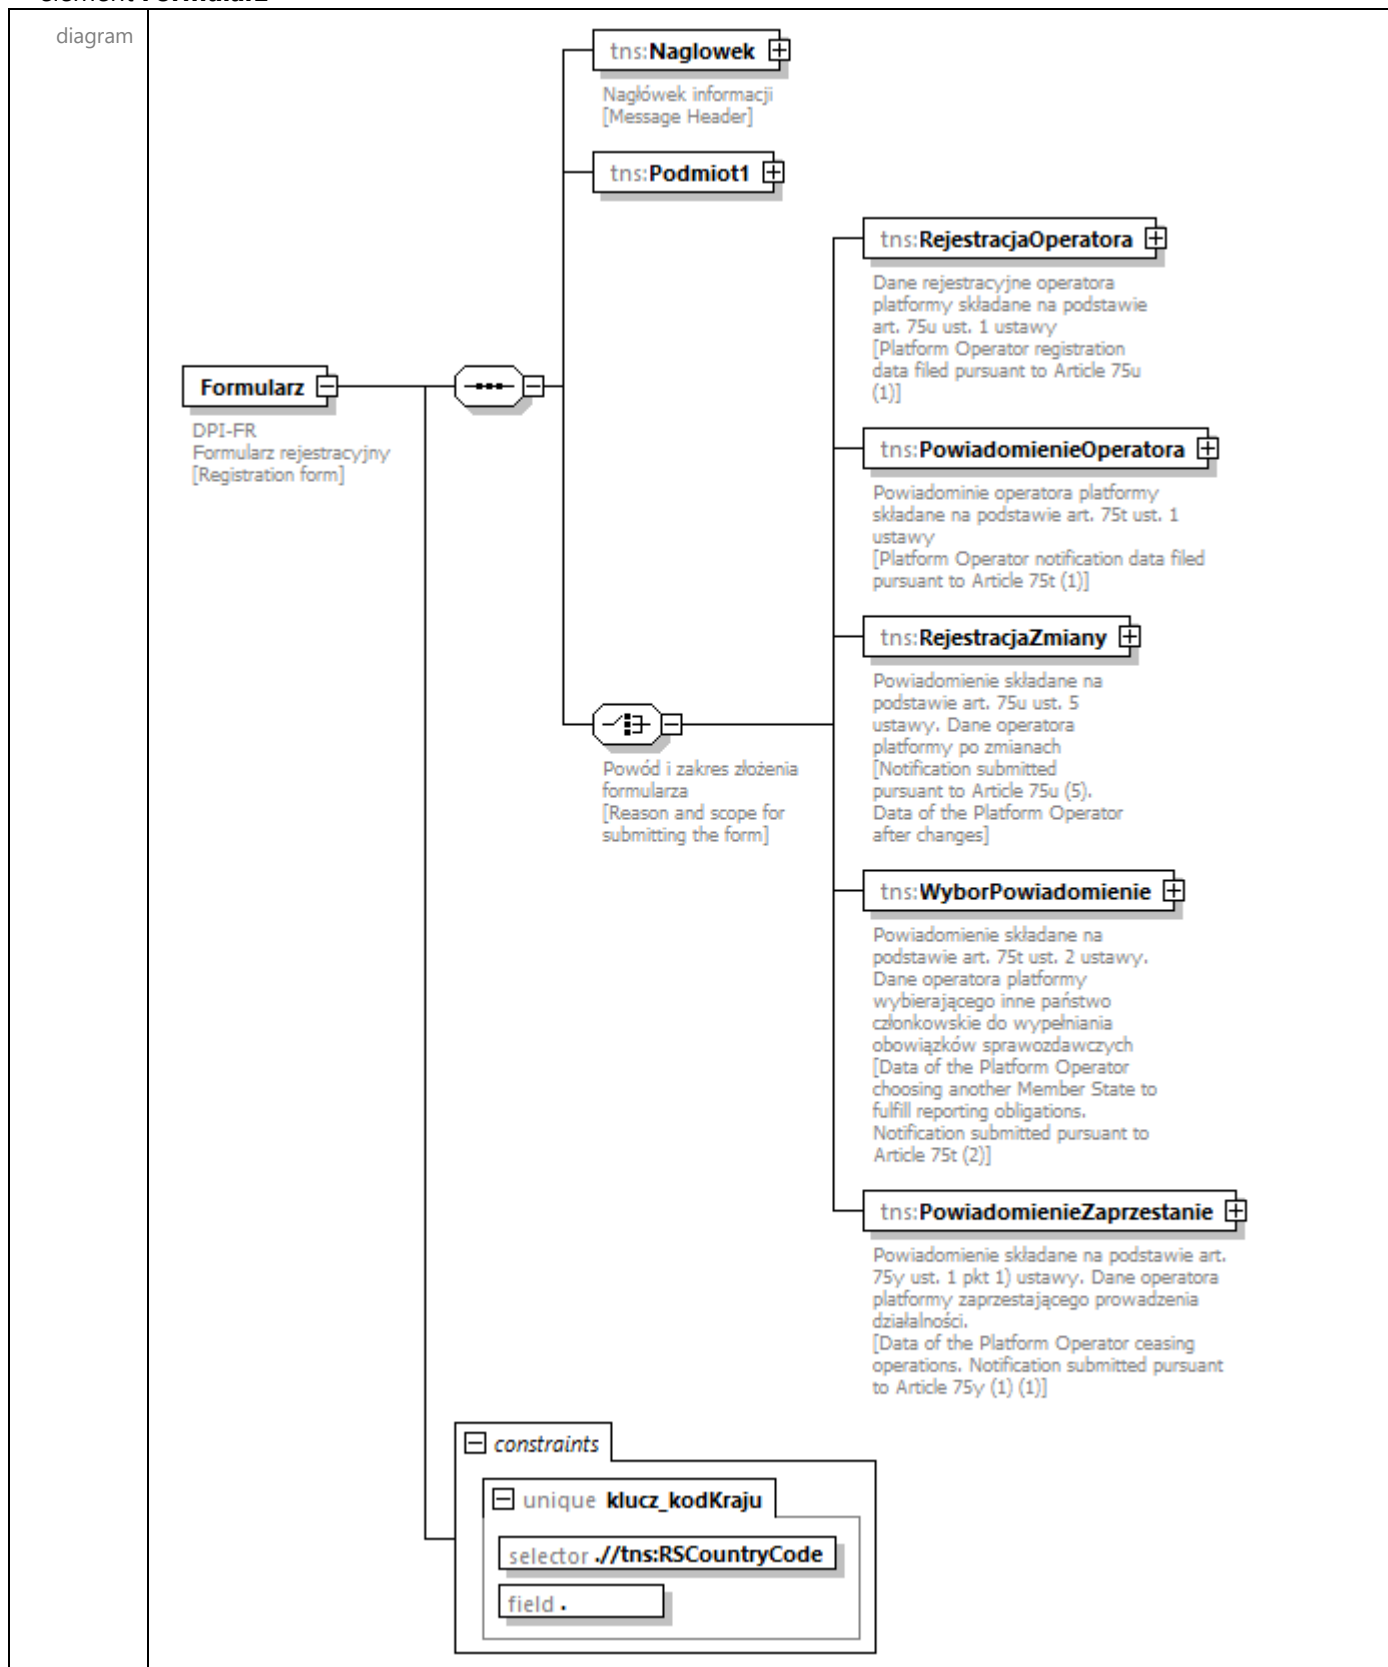 element Formularz
diagram
tns:Naglowek
Nagłówek informacji
[Message Header]
tns:Podmiot1
tns:RejestracjaOperatora
Dane rejestracyjne operatora
platformy składane na podstawie
art. 75u ust. 1 ustawy
[Platform Operator registration
data filed pursuant to Article 75u
(1)]
Formularz
DPI-FR
Formularz rejestracyjny
[Registration form]
tns:PowiadomienieOperatora
Powiadominie operatora platformy
składane na podstawie art. 75t ust. 1
ustawy
[Platform Operator notification data filed
pursuant to Article 75t (1)]
tns:RejestracjaZmiany
Powiadomienie składane na
podstawie art. 75u ust. 5
ustawy. Dane operatora
platformy po zmianach
[Notification submitted
pursuant to Article 75u (5).
Data of the Platform Operator
after changes]
Powód i zakres złożenia
formularza
[Reason and scope for
submitting the form]
tns:WyborPowiadomienie
Powiadomienie składane na
podstawie art. 75t ust. 2 ustawy.
Dane operatora platformy
wybierającego inne państwo
członkowskie do wypełniania
obowiązków sprawozdawczych
[Data of the Platform Operator
choosing another Member State to
fulfill reporting obligations.
Notification submitted pursuant to
Article 75t (2)]
tns:PowiadomienieZaprzestanie
Powiadomienie składane na podstawie art.
75y ust. 1 pkt 1) ustawy. Dane operatora
platformy zaprzestającego prowadzenia
działalności.
[Data of the Platform Operator ceasing
operations. Notification submitted pursuant
to Article 75y (1) (1)]
constraints
unique klucz_kodKraju
selector .//tns:RSCountryCode
field .